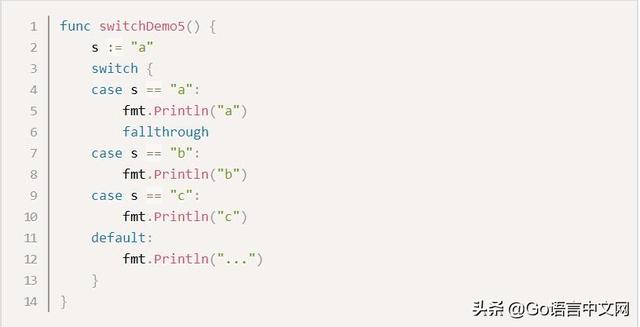 1 func switchDemo5() {
2     s := "a"
3     switch {
4     case s == "a":
5         fmt.Println("a")
6         fallthrough
7     case s == "b":
8         fmt.Println("b")
9     case s == "c":
10         fmt.Println("c")
11     default:
12         fmt.Println("...")
13     }
14 }
头条 @Go语言中文网